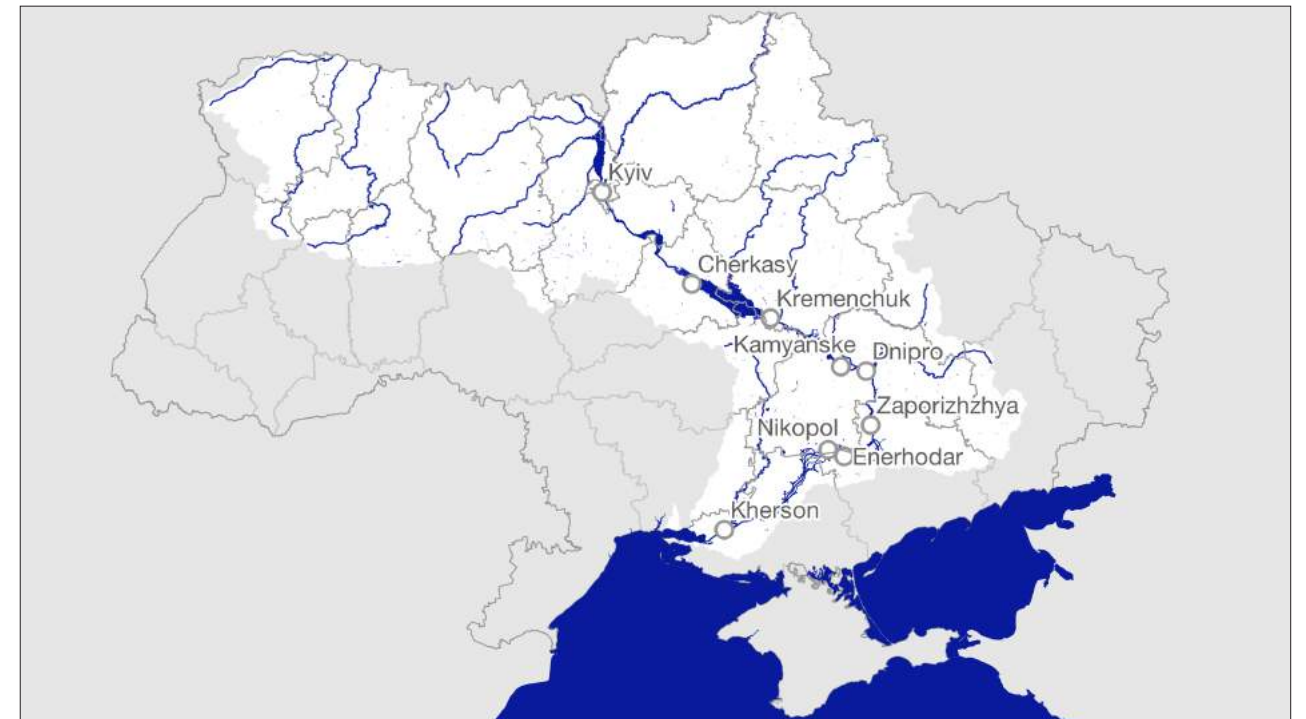 Kyiv
Cherkasy
Kremenchuk
Kamyanske
Dnipro
Zaporizhzhya
Nikopol
Enerhodar
Kherson